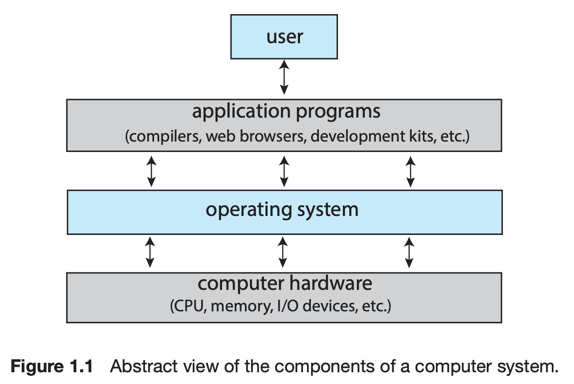 user
application programs
(compilers, web browsers, development kits, etc.)
operating system
computer hardware
(CPU, memory, I/O devices, etc.)
Figure 1.1 Abstract view of the components of a computer system.